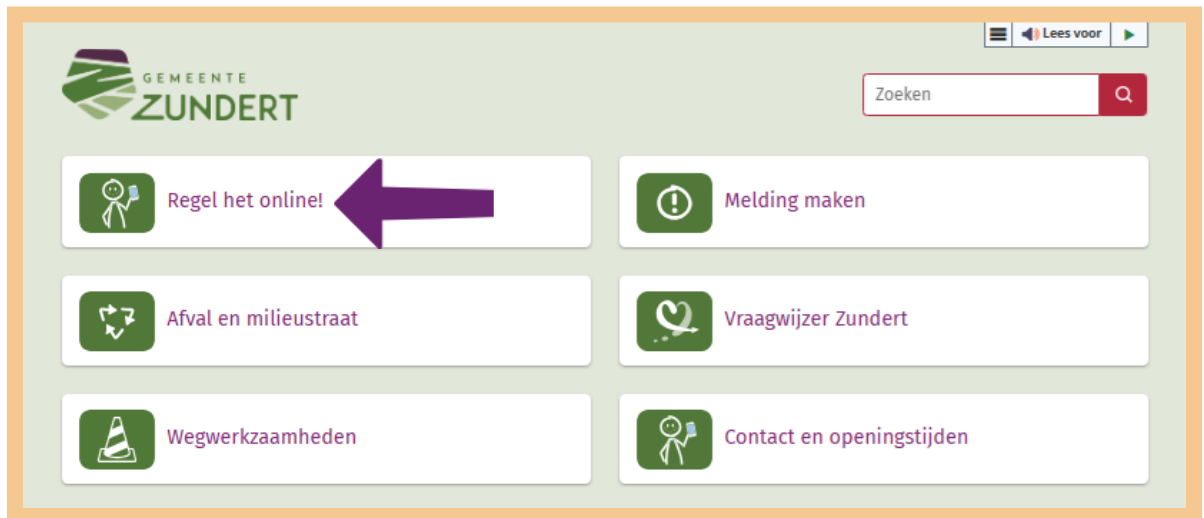 Lees voor
GEMEENTE
ZUNDERT
Zoeken
Regel het online!
Melding maken
Afval en milieustraat
Vraagwijzer Zundert
Wegwerkzaamheden
Contact en openingstijden